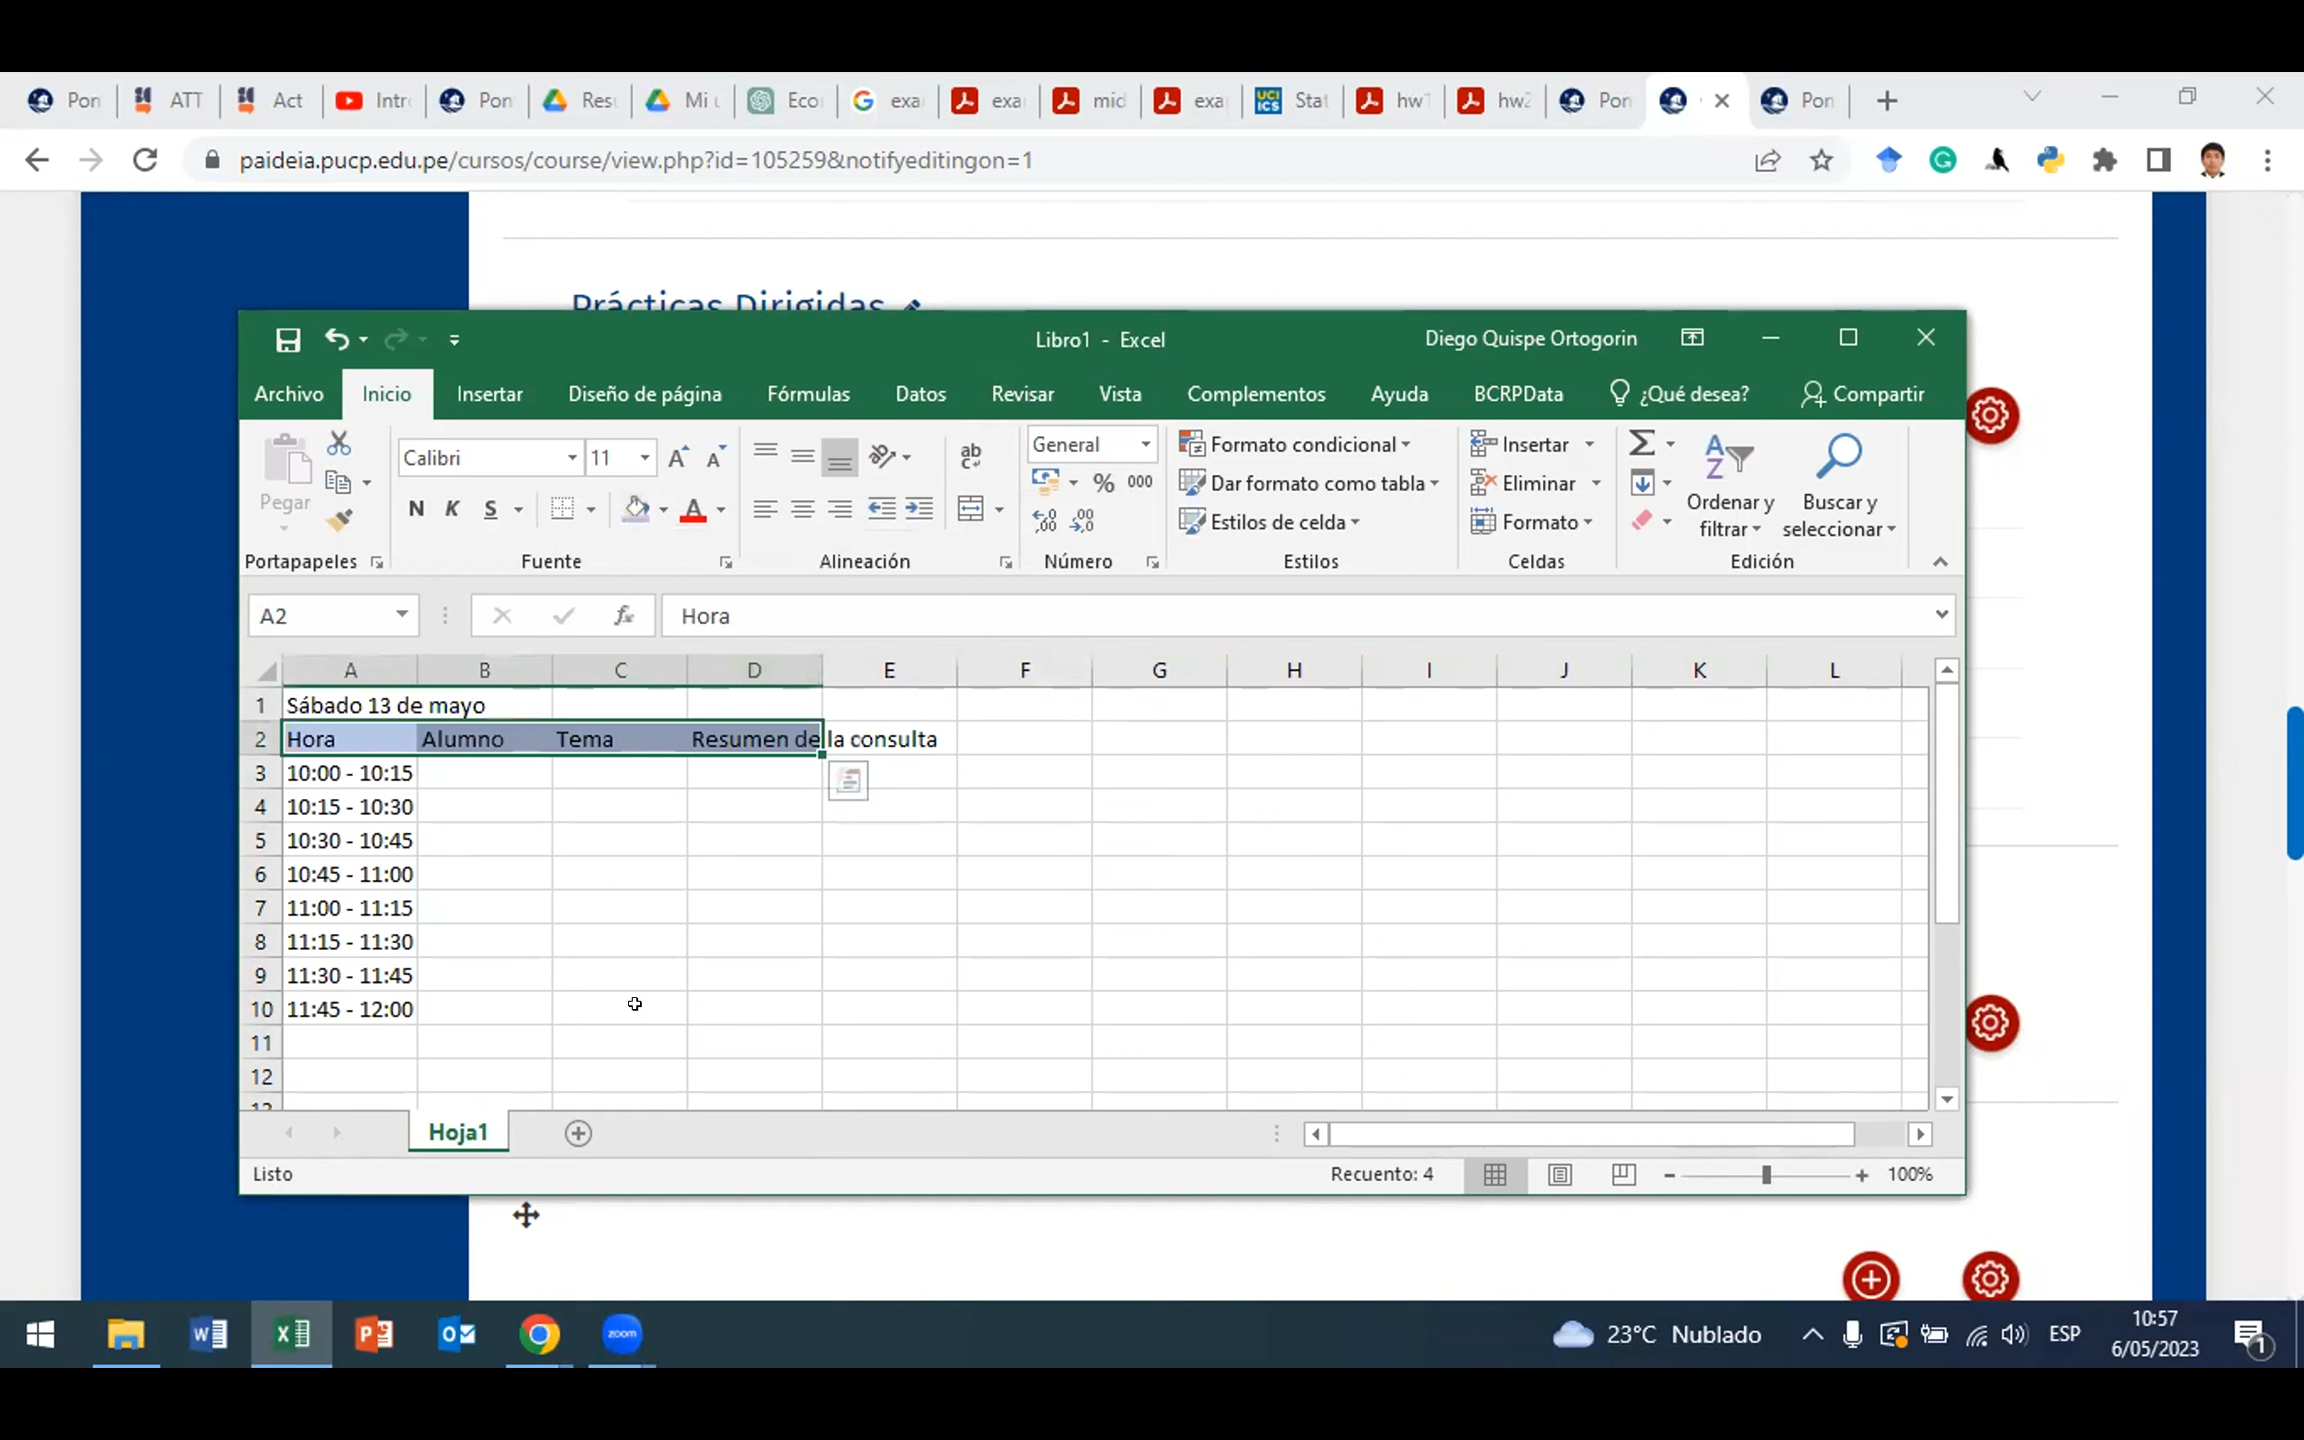 Pon
ATT
Act
Intro
Pon
Res
Mi u
Eco
exa
exa
mid
exa
Stat
hw1
hw2
Pon
Pon
paideia.pucp.edu.pe/cursos/course/view.php?id=105259&notifyeditingon=1
Prácticas Dirigidas
Libro1 - Excel
Diego Quispe Ortogorin
Archivo
Inicio
Insertar
Diseño de página
Fórmulas
Datos
Revisar
Vista
Complementos
Ayuda
BCRPData
¿Qué desea?
Compartir
Pegar
Portapapeles
Calibri
11
N K S
Fuente
Alineación
General
% 000
Número
Formato condicional
Dar formato como tabla
Estilos de celda
Estilos
Insertar
Eliminar
Formato
Celdas
Ordenar y
filtrar
Buscar y
seleccionar
Edición
A2
fx
Hora
A B C D E F G H I J K L
1 Sábado 13 de mayo
2 Hora Alumno Tema Resumen de la consulta
3 10:00 - 10:15
4 10:15 - 10:30
5 10:30 - 10:45
6 10:45 - 11:00
7 11:00 - 11:15
8 11:15 - 11:30
9 11:30 - 11:45
10 11:45 - 12:00
11
12
13
Hoja1
Listo
Recuento: 4
100%
zoom
23°C Nublado
ESP
10:57
6/05/2023
1